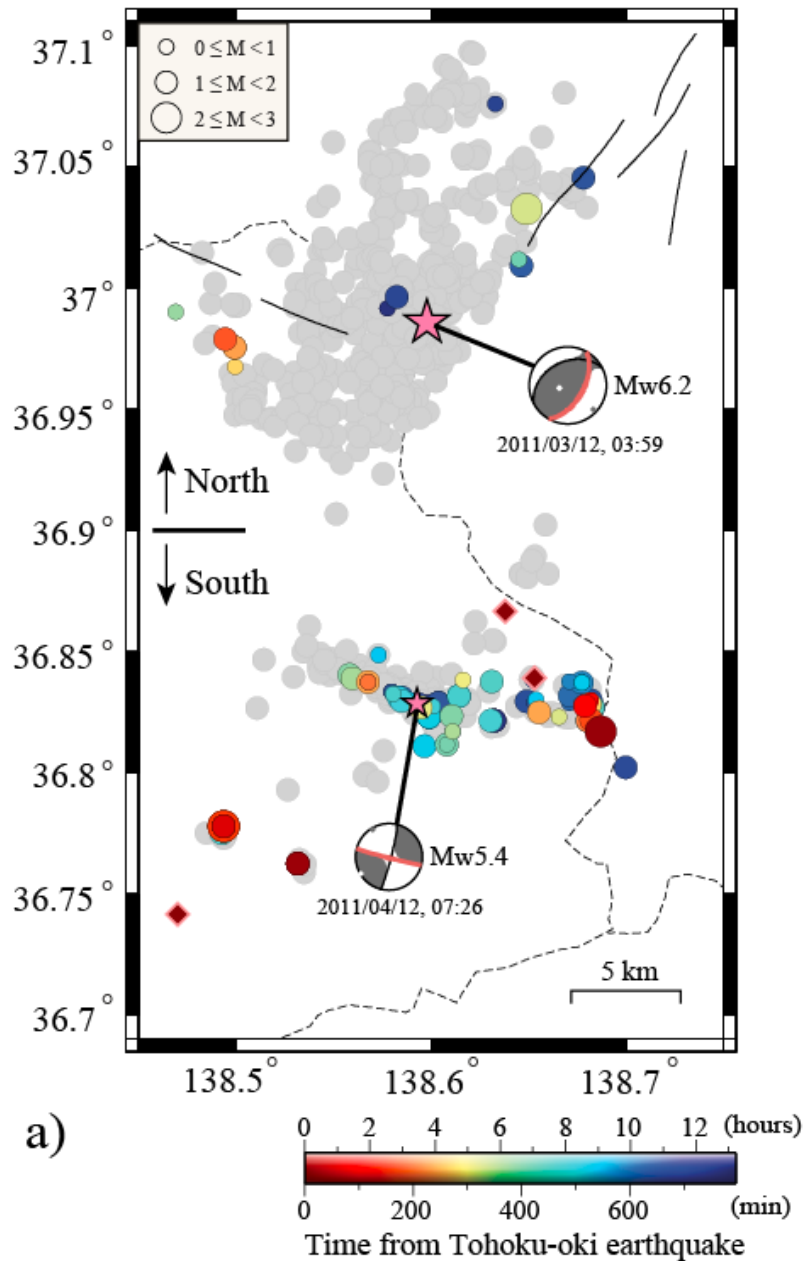 0 ≤ M < 1
1 ≤ M < 2
2 ≤ M < 3
37.1°
37.05°
37°
36.95°
36.9°
36.85°
36.8°
36.75°
36.7°
Mw6.2
2011/03/12, 03:59
North
South
Mw5.4
2011/04/12, 07:26
5 km
138.5° 138.6° 138.7°
a)
0 2 4 6 8 10 12 (hours)
0 200 400 600 (min)
Time from Tohoku-oki earthquake